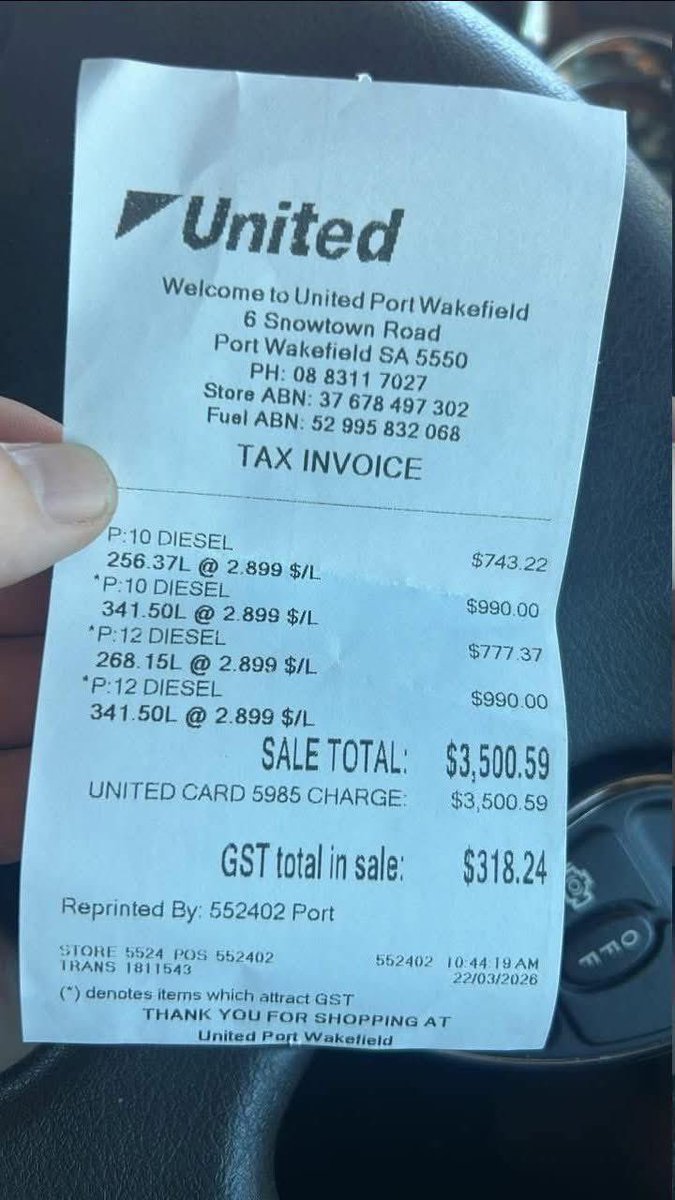 United
Welcome to United Port Wakefield
6 Snowtown Road
Port Wakefield SA 5550
PH: 08 8311 7027
Store ABN: 37 678 497 302
Fuel ABN: 52 995 832 068
TAX INVOICE
P:10 DIESEL
256.37L @ 2.899 $/L $743.22
*P:10 DIESEL
341.50L @ 2.899 $/L $990.00
*P:12 DIESEL
268.15L @ 2.899 $/L $777.37
*P:12 DIESEL
341.50L @ 2.899 $/L $990.00
SALE TOTAL: $3,500.59
UNITED CARD 5985 CHARGE: $3,500.59
GST total in sale: $318.24
Reprinted By: 552402 Port
STORE 5524 POS 552402 552402 10:44:19 AM
TRANS 1811543 22/03/2026
(*) denotes items which attract GST
THANK YOU FOR SHOPPING AT
United Port Wakefield
OFF